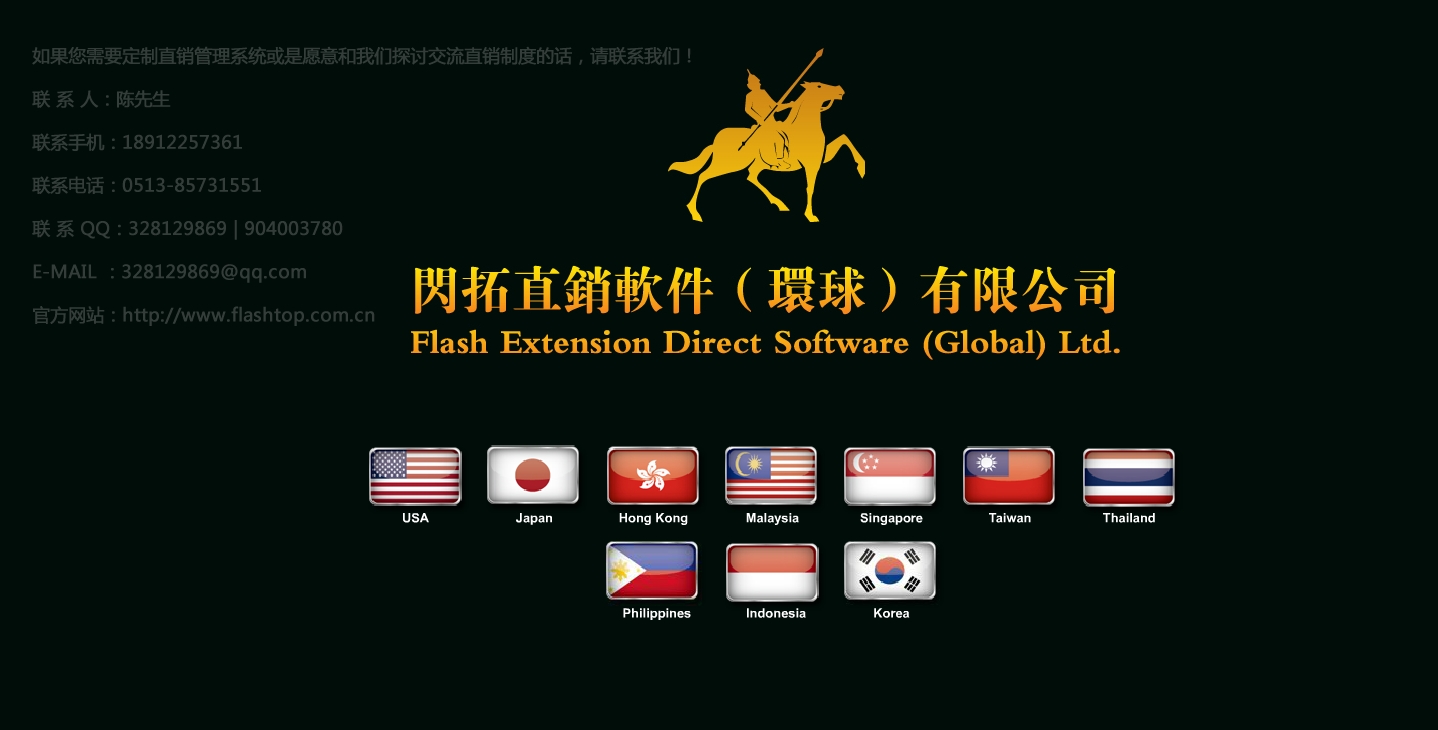 如果您需要定制直销管理系统或是愿意和我们探讨交流直销制度的话，请联系我们！
联 系 人：陈先生
联系手机：18912257361
联系电话：0513-85731551
联 系 QQ：328129869 | 904003780
E-MAIL ：328129869@qq.com
官方网站：http://www.flashtop.com.cn
閃拓直銷軟件（環球）有限公司
Flash Extension Direct Software (Global) Ltd.
USA Japan Hong Kong Malaysia Singapore Taiwan Thailand
Philippines Indonesia Korea